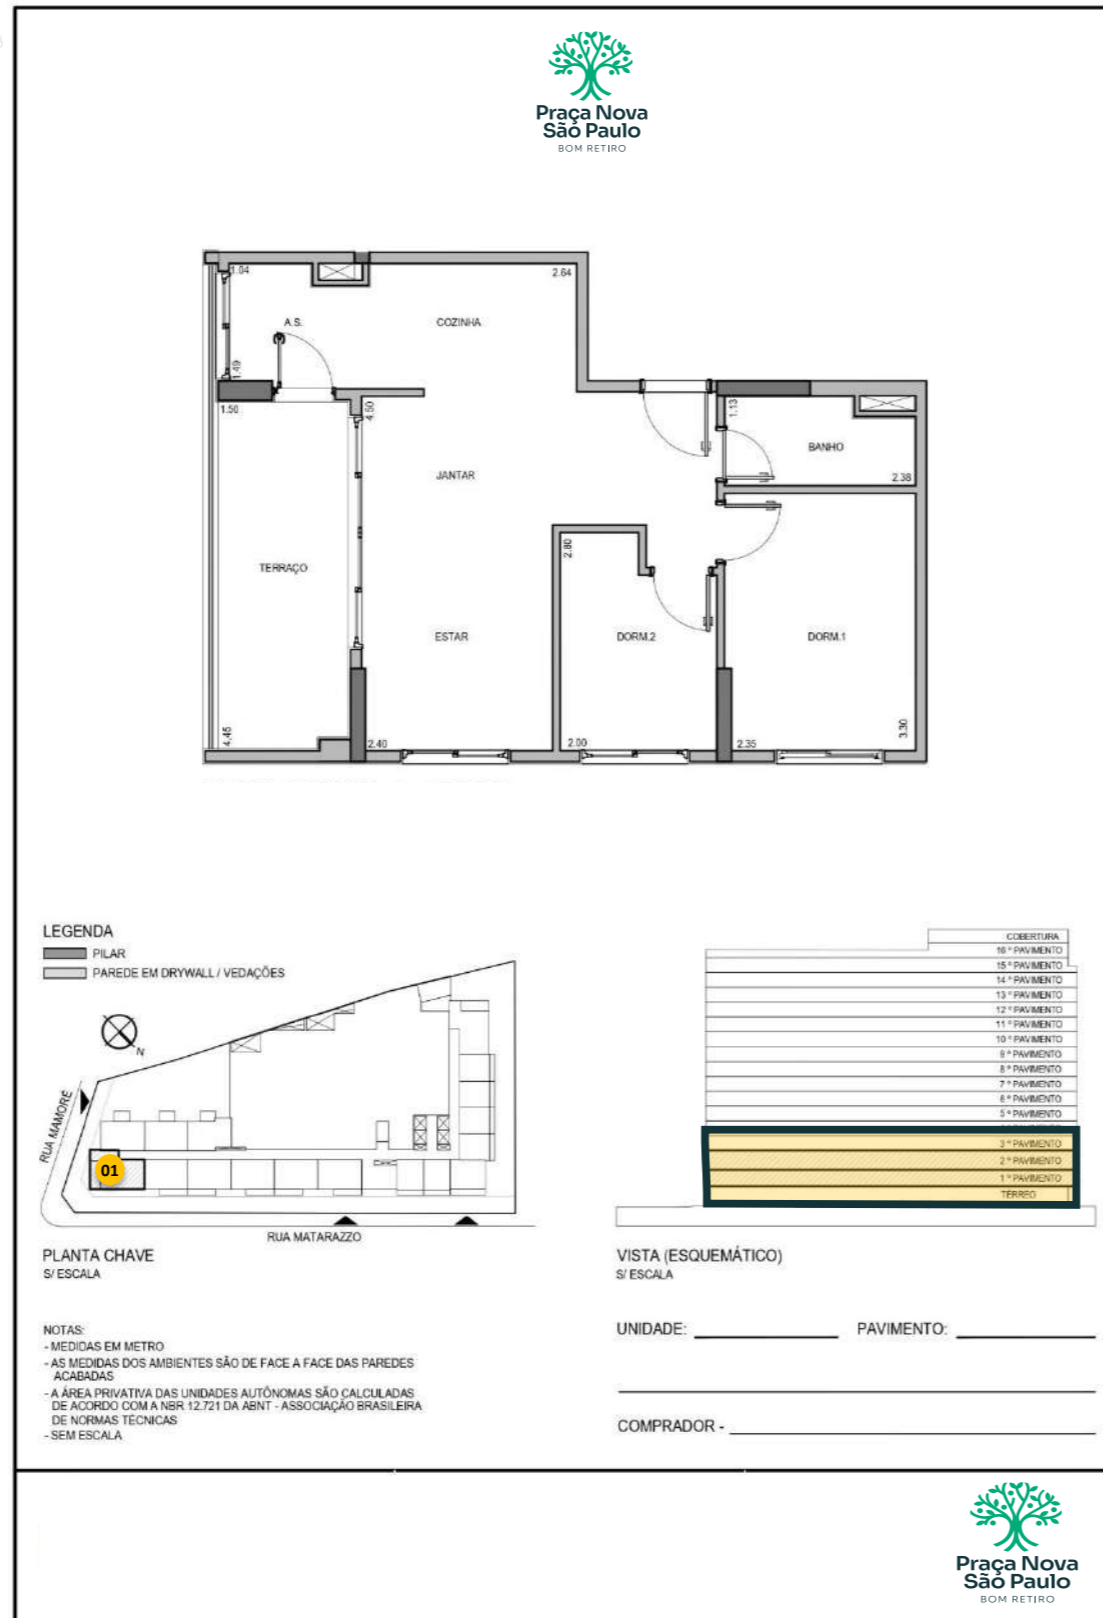 Praça Nova
São Paulo
BOM RETIRO
1.04
2.64
A.S.
COZINHA
1.49
1.50
4.50
1.13
BANHO
2.38
JANTAR
2.80
TERRAÇO
ESTAR
DORM.2
DORM.1
4.45
2.40
2.00
2.35
3.30
LEGENDA
PILAR
PAREDE EM DRYWALL / VEDAÇÕES
N
RUA MAMORÉ
01
RUA MATARAZZO
PLANTA CHAVE
S/ ESCALA
COBERTURA
16 º PAVIMENTO
15 º PAVIMENTO
14 º PAVIMENTO
13 º PAVIMENTO
12 º PAVIMENTO
11 º PAVIMENTO
10 º PAVIMENTO
9 º PAVIMENTO
8 º PAVIMENTO
7 º PAVIMENTO
6 º PAVIMENTO
5 º PAVIMENTO
3 º PAVIMENTO
2 º PAVIMENTO
1 º PAVIMENTO
TÉRREO
VISTA (ESQUEMÁTICO)
S/ ESCALA
NOTAS:
- MEDIDAS EM METRO
- AS MEDIDAS DOS AMBIENTES SÃO DE FACE A FACE DAS PAREDES
ACABADAS
- A ÁREA PRIVATIVA DAS UNIDADES AUTÔNOMAS SÃO CALCULADAS
DE ACORDO COM A NBR 12.721 DA ABNT - ASSOCIAÇÃO BRASILEIRA
DE NORMAS TÉCNICAS
- SEM ESCALA
UNIDADE: PAVIMENTO:
COMPRADOR -
Praça Nova
São Paulo
BOM RETIRO